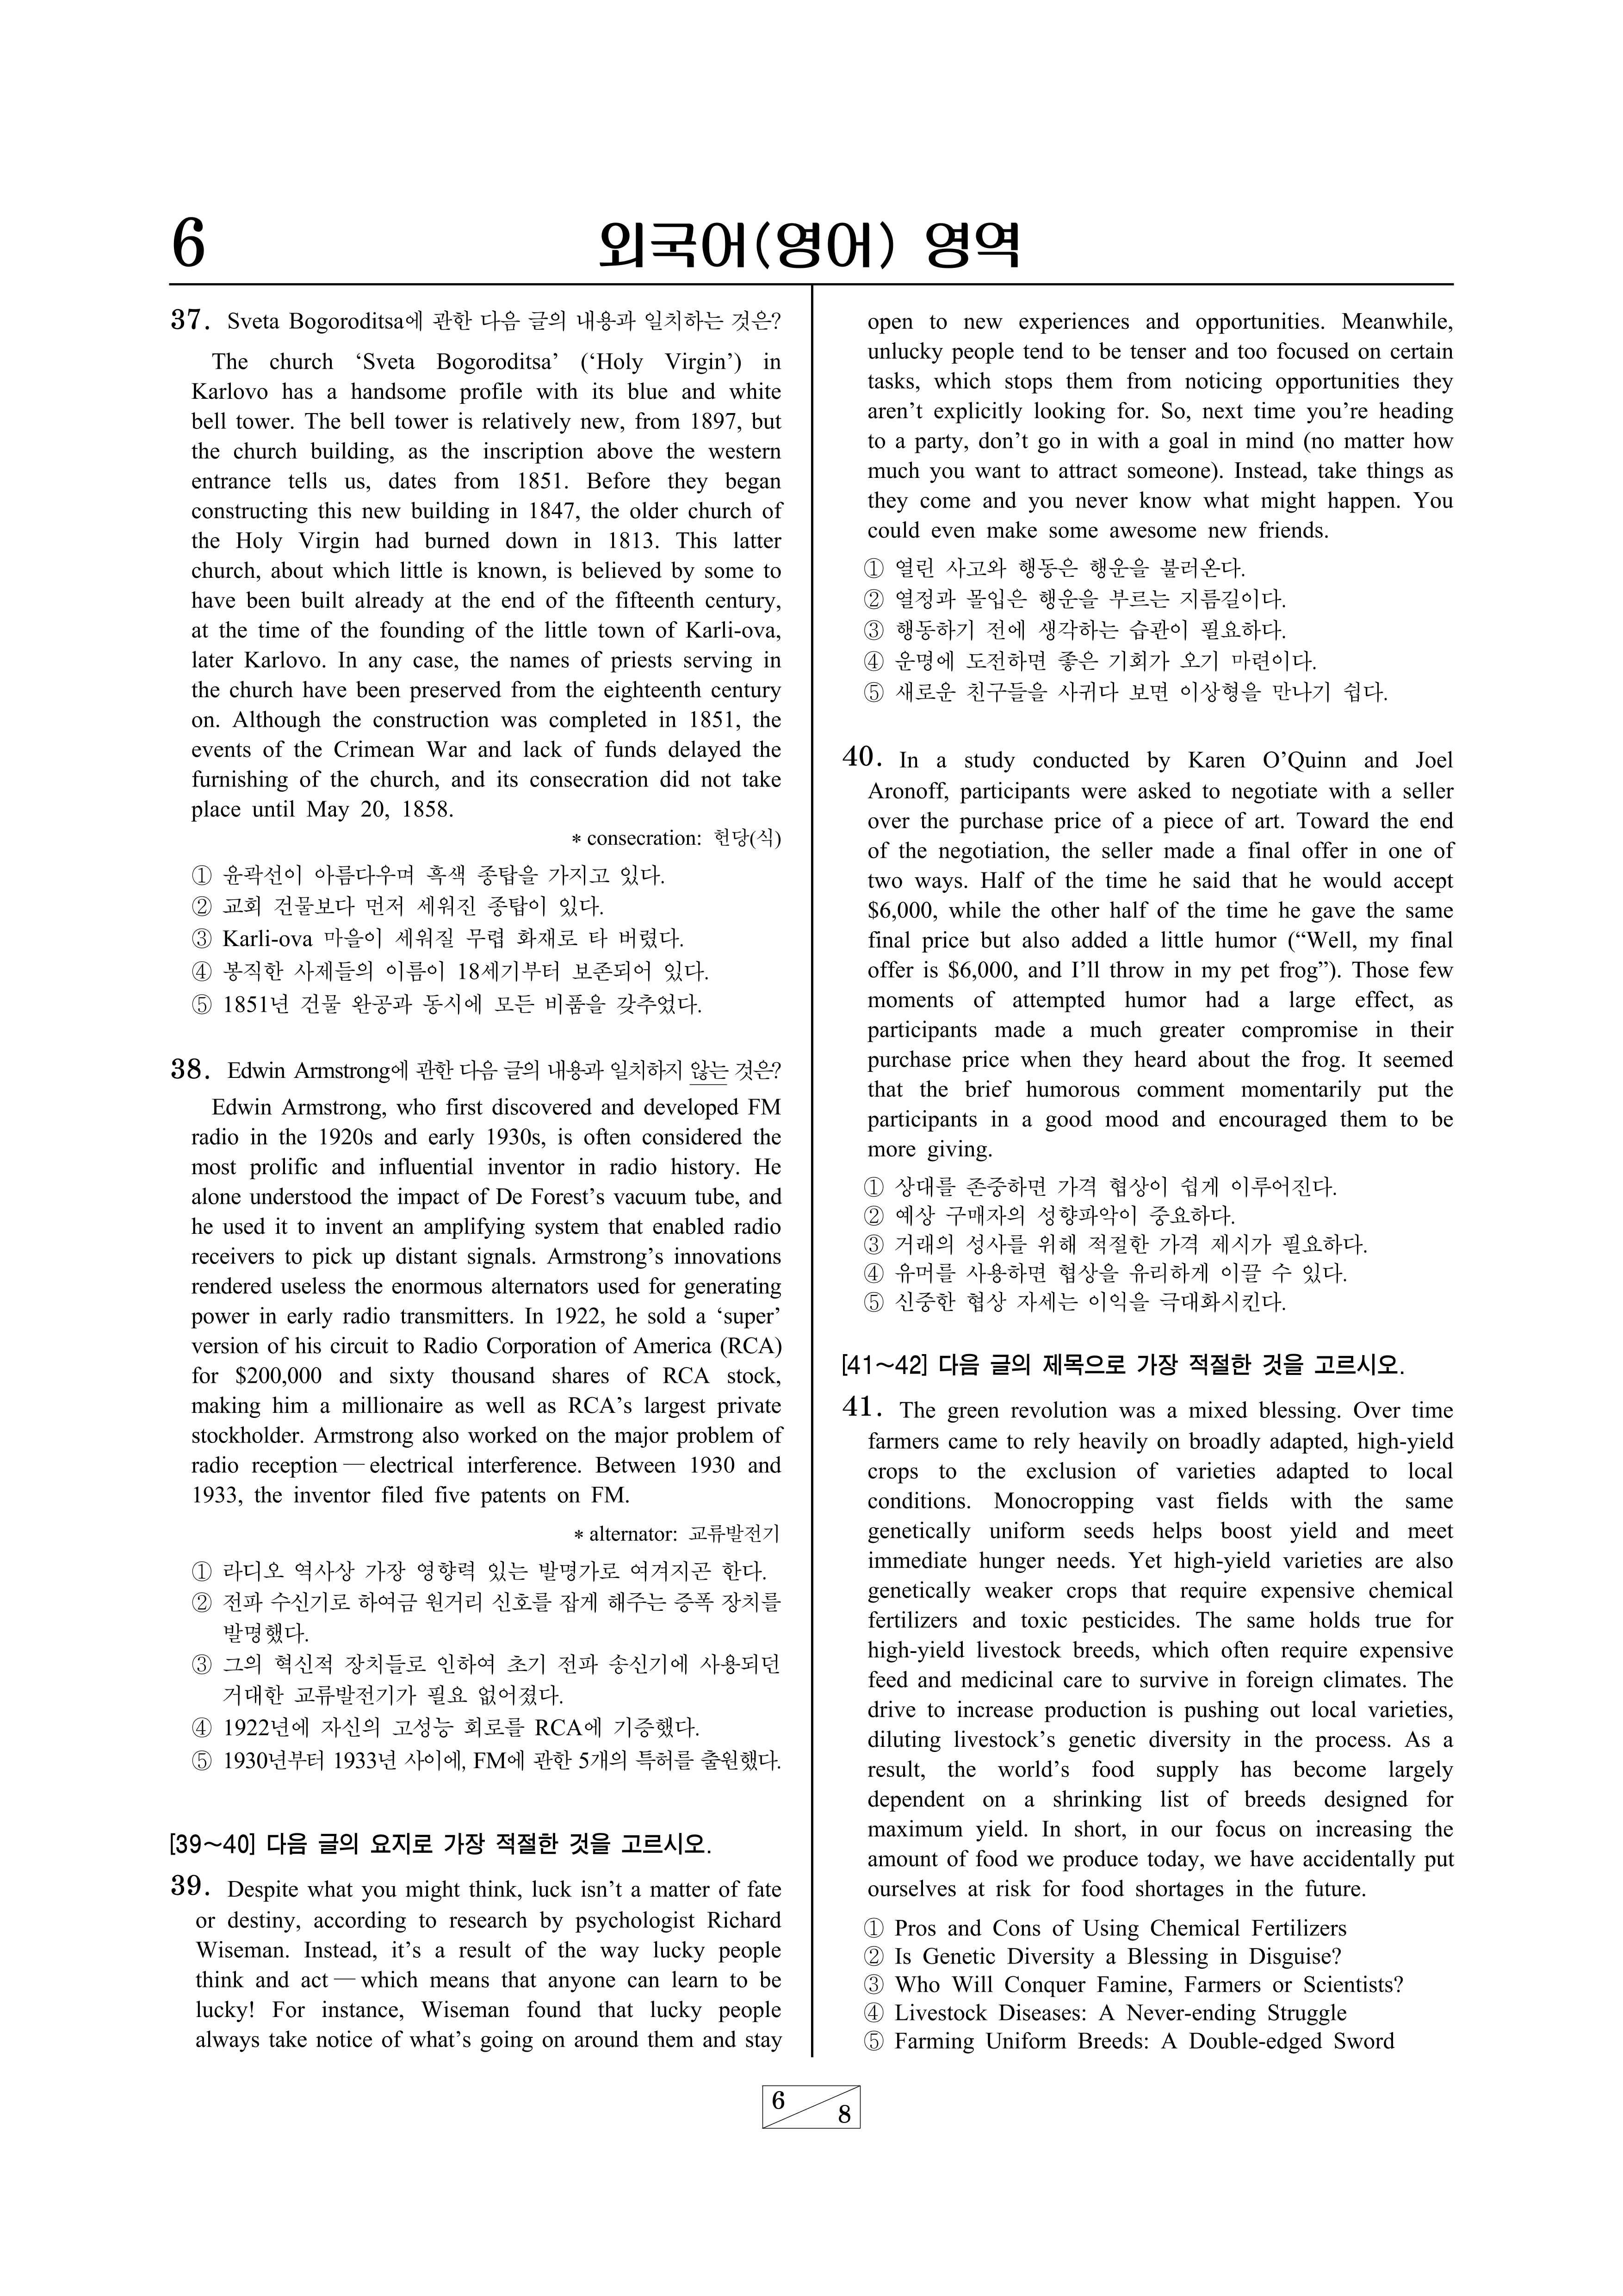 6
외국어(영어) 영역
37. Sveta Bogoroditsa에 관한 다음 글의 내용과 일치하는 것은?
The church ‘Sveta Bogoroditsa’ (‘Holy Virgin’) in
Karlovo has a handsome profile with its blue and white
bell tower. The bell tower is relatively new, from 1897, but
the church building, as the inscription above the western
entrance tells us, dates from 1851. Before they began
constructing this new building in 1847, the older church of
the Holy Virgin had burned down in 1813. This latter
church, about which little is known, is believed by some to
have been built already at the end of the fifteenth century,
at the time of the founding of the little town of Karli-ova,
later Karlovo. In any case, the names of priests serving in
the church have been preserved from the eighteenth century
on. Although the construction was completed in 1851, the
events of the Crimean War and lack of funds delayed the
furnishing of the church, and its consecration did not take
place until May 20, 1858.
* consecration: 헌당(식)
① 윤곽선이 아름다우며 흑색 종탑을 가지고 있다.
② 교회 건물보다 먼저 세워진 종탑이 있다.
③ Karli-ova 마을이 세워질 무렵 화재로 타 버렸다.
④ 봉직한 사제들의 이름이 18세기부터 보존되어 있다.
⑤ 1851년 건물 완공과 동시에 모든 비품을 갖추었다.
38. Edwin Armstrong에 관한 다음 글의 내용과 일치하지 않는 것은?
Edwin Armstrong, who first discovered and developed FM
radio in the 1920s and early 1930s, is often considered the
most prolific and influential inventor in radio history. He
alone understood the impact of De Forest’s vacuum tube, and
he used it to invent an amplifying system that enabled radio
receivers to pick up distant signals. Armstrong’s innovations
rendered useless the enormous alternators used for generating
power in early radio transmitters. In 1922, he sold a ‘super’
version of his circuit to Radio Corporation of America (RCA)
for $200,000 and sixty thousand shares of RCA stock,
making him a millionaire as well as RCA’s largest private
stockholder. Armstrong also worked on the major problem of
radio reception — electrical interference. Between 1930 and
1933, the inventor filed five patents on FM.
* alternator: 교류발전기
① 라디오 역사상 가장 영향력 있는 발명가로 여겨지곤 한다.
② 전파 수신기로 하여금 원거리 신호를 잡게 해주는 증폭 장치를
발명했다.
③ 그의 혁신적 장치들로 인하여 초기 전파 송신기에 사용되던
거대한 교류발전기가 필요 없어졌다.
④ 1922년에 자신의 고성능 회로를 RCA에 기증했다.
⑤ 1930년부터 1933년 사이에, FM에 관한 5개의 특허를 출원했다.
[39~40] 다음 글의 요지로 가장 적절한 것을 고르시오.
39. Despite what you might think, luck isn’t a matter of fate
or destiny, according to research by psychologist Richard
Wiseman. Instead, it’s a result of the way lucky people
think and act — which means that anyone can learn to be
lucky! For instance, Wiseman found that lucky people
always take notice of what’s going on around them and stay
open to new experiences and opportunities. Meanwhile,
unlucky people tend to be tenser and too focused on certain
tasks, which stops them from noticing opportunities they
aren’t explicitly looking for. So, next time you’re heading
to a party, don’t go in with a goal in mind (no matter how
much you want to attract someone). Instead, take things as
they come and you never know what might happen. You
could even make some awesome new friends.
① 열린 사고와 행동은 행운을 불러온다.
② 열정과 몰입은 행운을 부르는 지름길이다.
③ 행동하기 전에 생각하는 습관이 필요하다.
④ 운명에 도전하면 좋은 기회가 오기 마련이다.
⑤ 새로운 친구들을 사귀다 보면 이상형을 만나기 쉽다.
40. In a study conducted by Karen O’Quinn and Joel
Aronoff, participants were asked to negotiate with a seller
over the purchase price of a piece of art. Toward the end
of the negotiation, the seller made a final offer in one of
two ways. Half of the time he said that he would accept
$6,000, while the other half of the time he gave the same
final price but also added a little humor (“Well, my final
offer is $6,000, and I’ll throw in my pet frog”). Those few
moments of attempted humor had a large effect, as
participants made a much greater compromise in their
purchase price when they heard about the frog. It seemed
that the brief humorous comment momentarily put the
participants in a good mood and encouraged them to be
more giving.
① 상대를 존중하면 가격 협상이 쉽게 이루어진다.
② 예상 구매자의 성향파악이 중요하다.
③ 거래의 성사를 위해 적절한 가격 제시가 필요하다.
④ 유머를 사용하면 협상을 유리하게 이끌 수 있다.
⑤ 신중한 협상 자세는 이익을 극대화시킨다.
[41~42] 다음 글의 제목으로 가장 적절한 것을 고르시오.
41. The green revolution was a mixed blessing. Over time
farmers came to rely heavily on broadly adapted, high-yield
crops to the exclusion of varieties adapted to local
conditions. Monocropping vast fields with the same
genetically uniform seeds helps boost yield and meet
immediate hunger needs. Yet high-yield varieties are also
genetically weaker crops that require expensive chemical
fertilizers and toxic pesticides. The same holds true for
high-yield livestock breeds, which often require expensive
feed and medicinal care to survive in foreign climates. The
drive to increase production is pushing out local varieties,
diluting livestock’s genetic diversity in the process. As a
result, the world’s food supply has become largely
dependent on a shrinking list of breeds designed for
maximum yield. In short, in our focus on increasing the
amount of food we produce today, we have accidentally put
ourselves at risk for food shortages in the future.
① Pros and Cons of Using Chemical Fertilizers
② Is Genetic Diversity a Blessing in Disguise?
③ Who Will Conquer Famine, Farmers or Scientists?
④ Livestock Diseases: A Never-ending Struggle
⑤ Farming Uniform Breeds: A Double-edged Sword
6
8